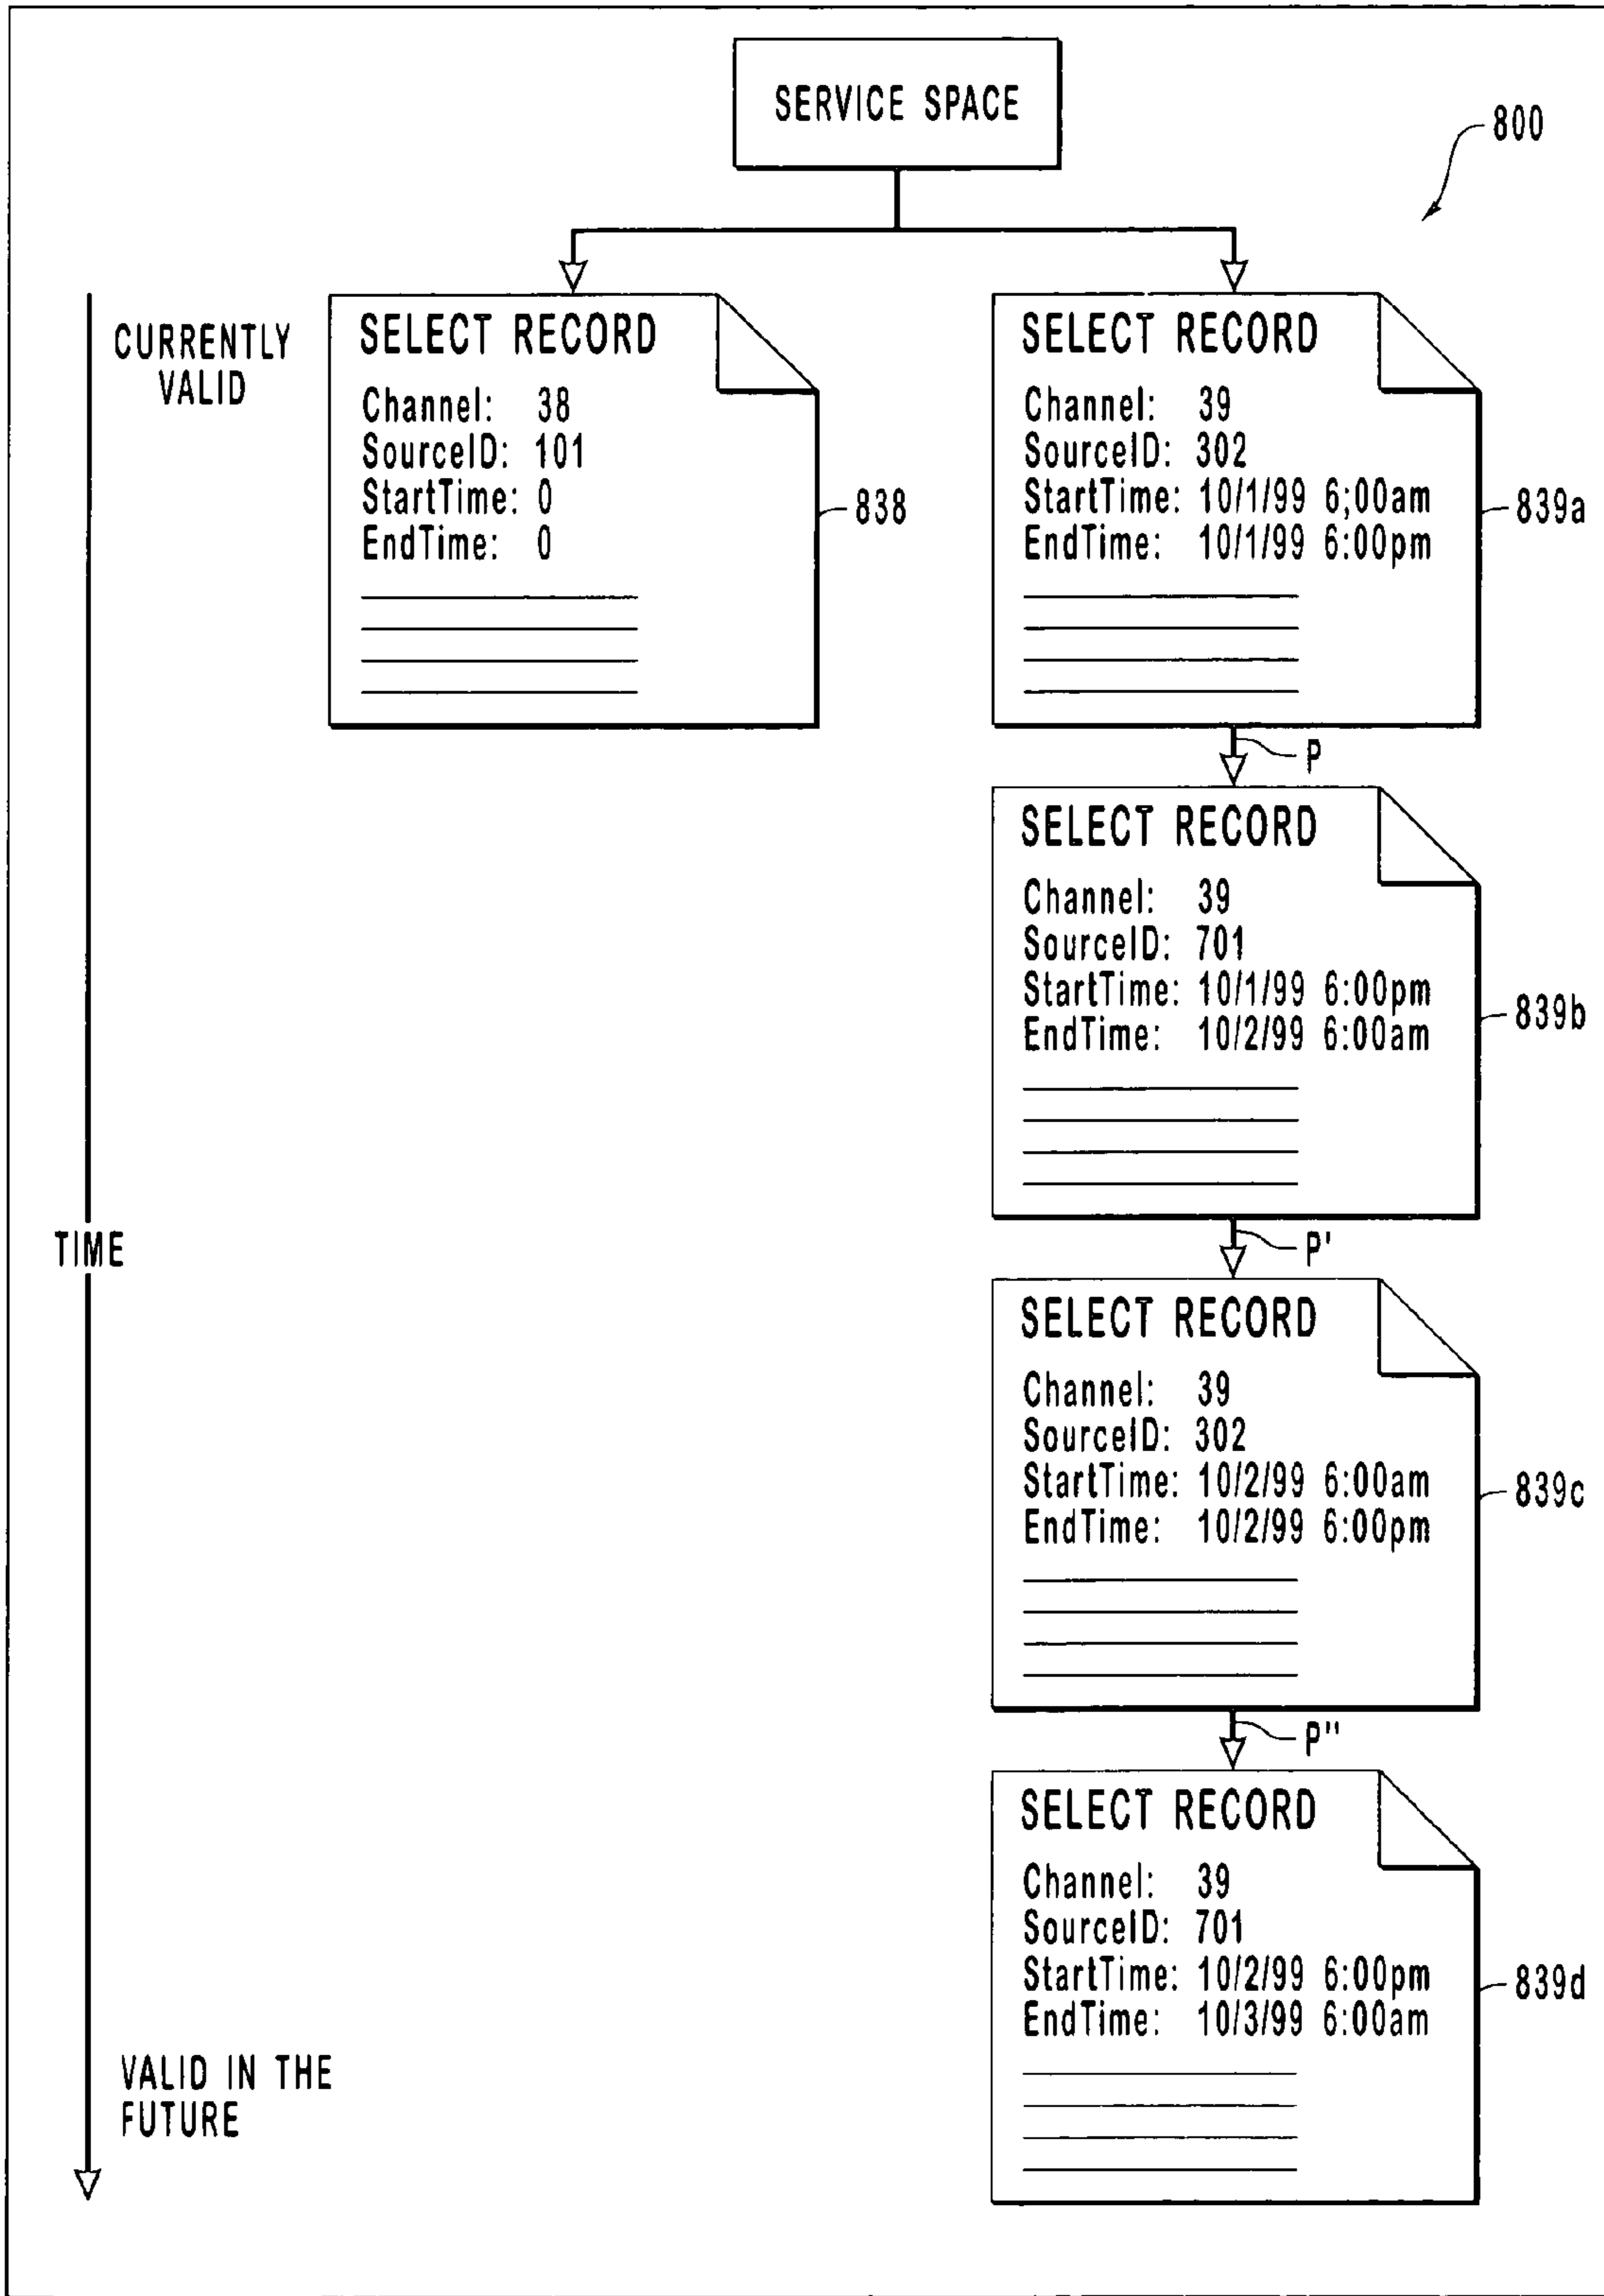 SERVICE SPACE
800
CURRENTLY
VALID
SELECT RECORD
Channel: 38
SourceID: 101
StartTime: 0
EndTime: 0
838
SELECT RECORD
Channel: 39
SourceID: 302
StartTime: 10/1/99 6;00am
EndTime: 10/1/99 6:00pm
839a
P
SELECT RECORD
Channel: 39
SourceID: 701
StartTime: 10/1/99 6:00pm
EndTime: 10/2/99 6:00am
839b
TIME
P'
SELECT RECORD
Channel: 39
SourceID: 302
StartTime: 10/2/99 6:00am
EndTime: 10/2/99 6:00pm
839c
P"
SELECT RECORD
Channel: 39
SourceID: 701
StartTime: 10/2/99 6:00pm
EndTime: 10/3/99 6:00am
839d
VALID IN THE
FUTURE